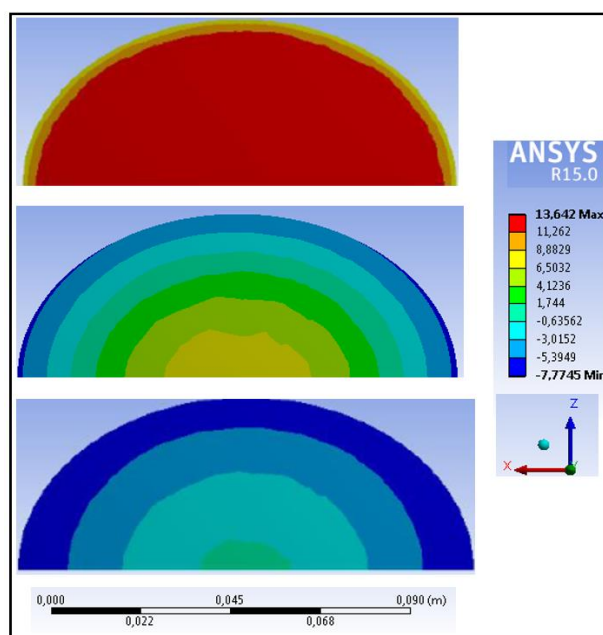 ANSYS
R15.0
13,642 Max
11,262
8,8829
6,5032
4,1236
1,744
-0,63562
-3,0152
-5,3949
-7,7745 Min
Z
X
Y
0,000 0,045 0,090 (m)
0,022 0,068